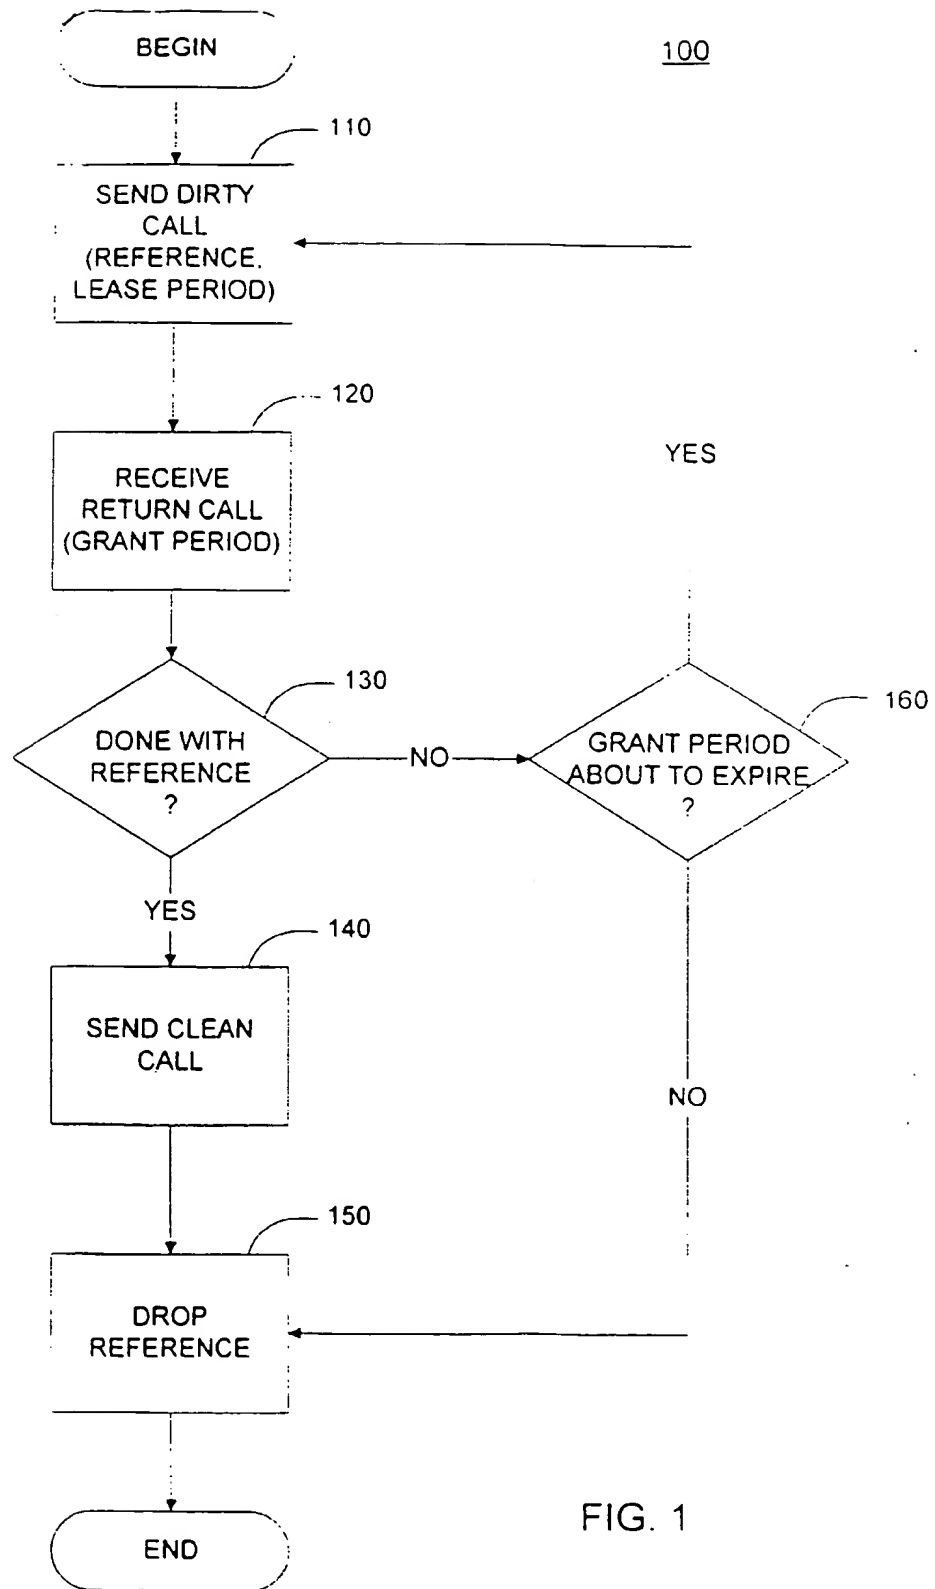 BEGIN
100
110
SEND DIRTY
CALL
(REFERENCE,
LEASE PERIOD)
120
RECEIVE
RETURN CALL
(GRANT PERIOD)
YES
130
DONE WITH
REFERENCE
?
NO
160
GRANT PERIOD
ABOUT TO EXPIRE
?
YES
140
SEND CLEAN
CALL
NO
150
DROP
REFERENCE
END
FIG. 1